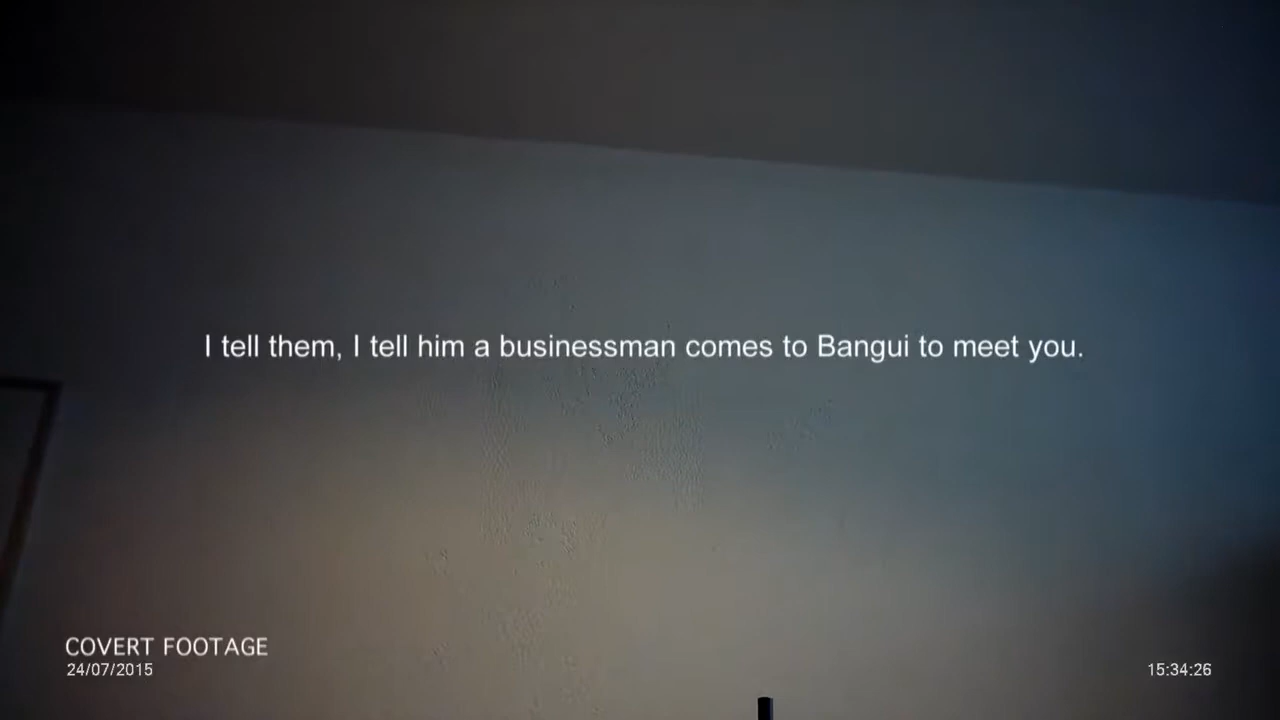 I tell them, I tell him a businessman comes to Bangui to meet you.
COVERT FOOTAGE
24/07/2015
15:34:26